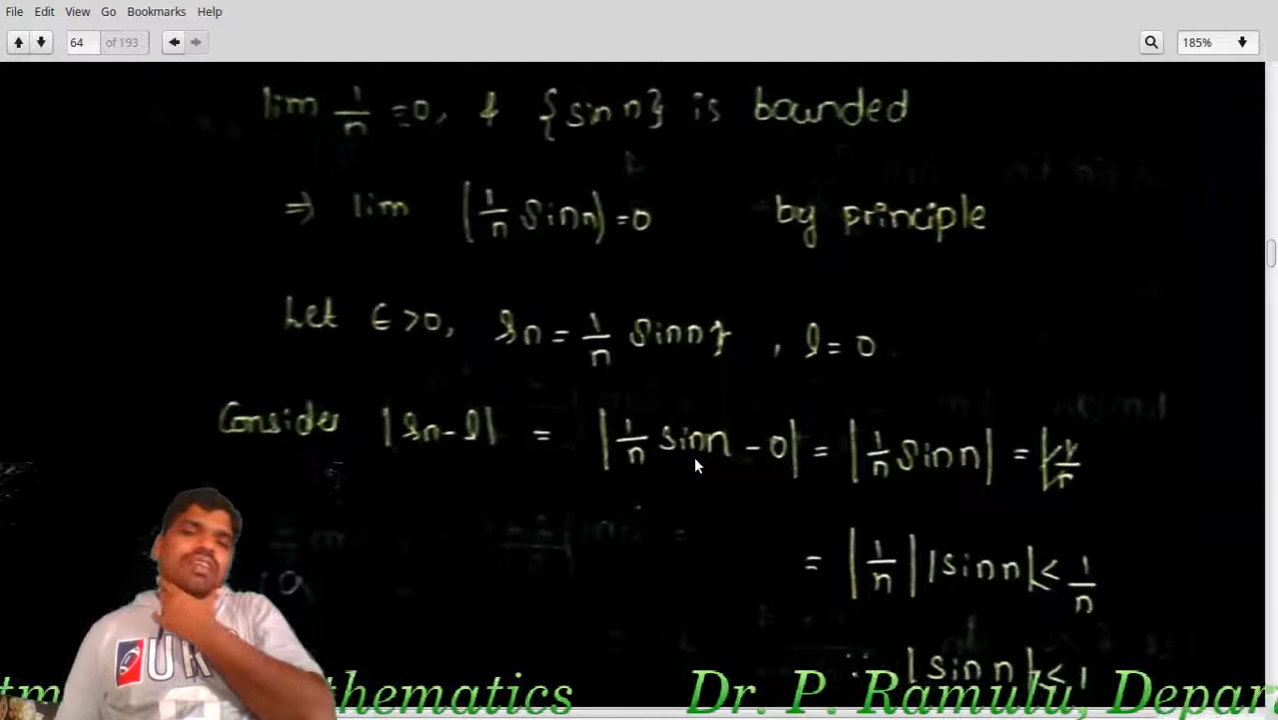 File Edit View Go Bookmarks Help
64 of 193 185%
lim 1/n = 0, & {sin n} is bounded
⇒ lim (1/n sin n) = 0 by principle
Let ε > 0, sn = 1/n sin n} , l = 0
Consider |sn - l| = |1/n sin n - 0| = |1/n sin n| =
= |1/n| |sin n| < 1/n
∵ |sin n| < 1
thematics Dr. P. Ramulu, Depar